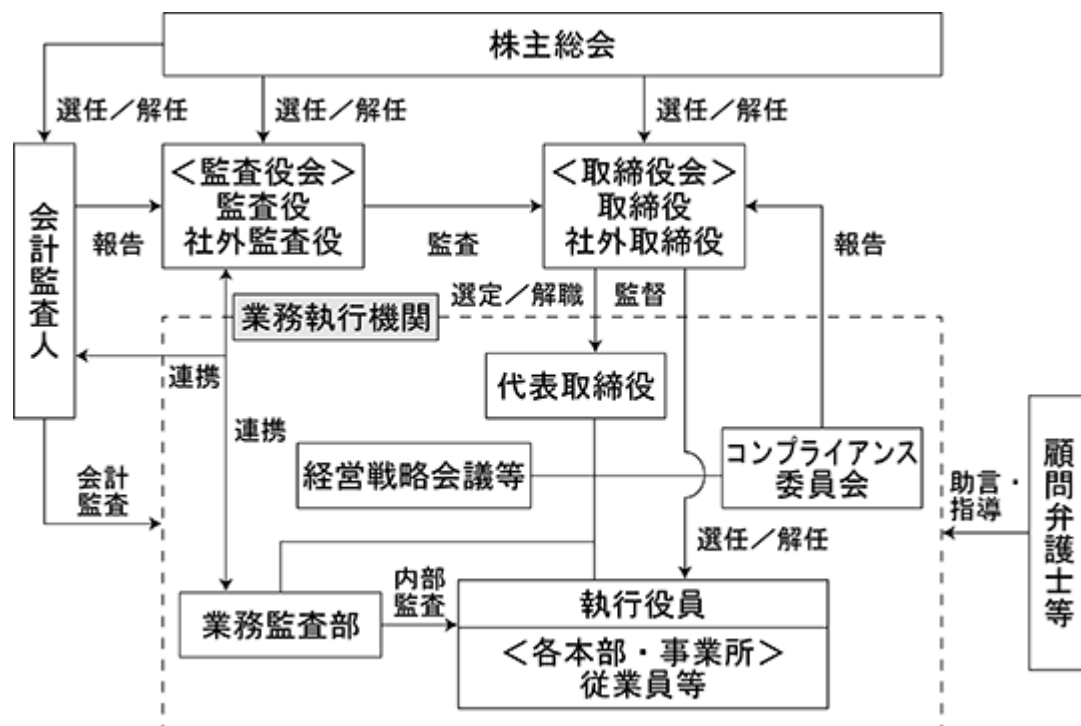 株主総会
選任／解任
選任／解任
選任／解任
会計監査人
＜監査役会＞
監査役
社外監査役
＜取締役会＞
取締役
社外取締役
報告
監査
報告
選定／解職
監督
業務執行機関
連携
連携
代表取締役
経営戦略会議等
コンプライアンス
委員会
顧問弁護士等
助言・
指導
会計
監査
選任／解任
内部
監査
業務監査部
執行役員
＜各本部・事業所＞
従業員等